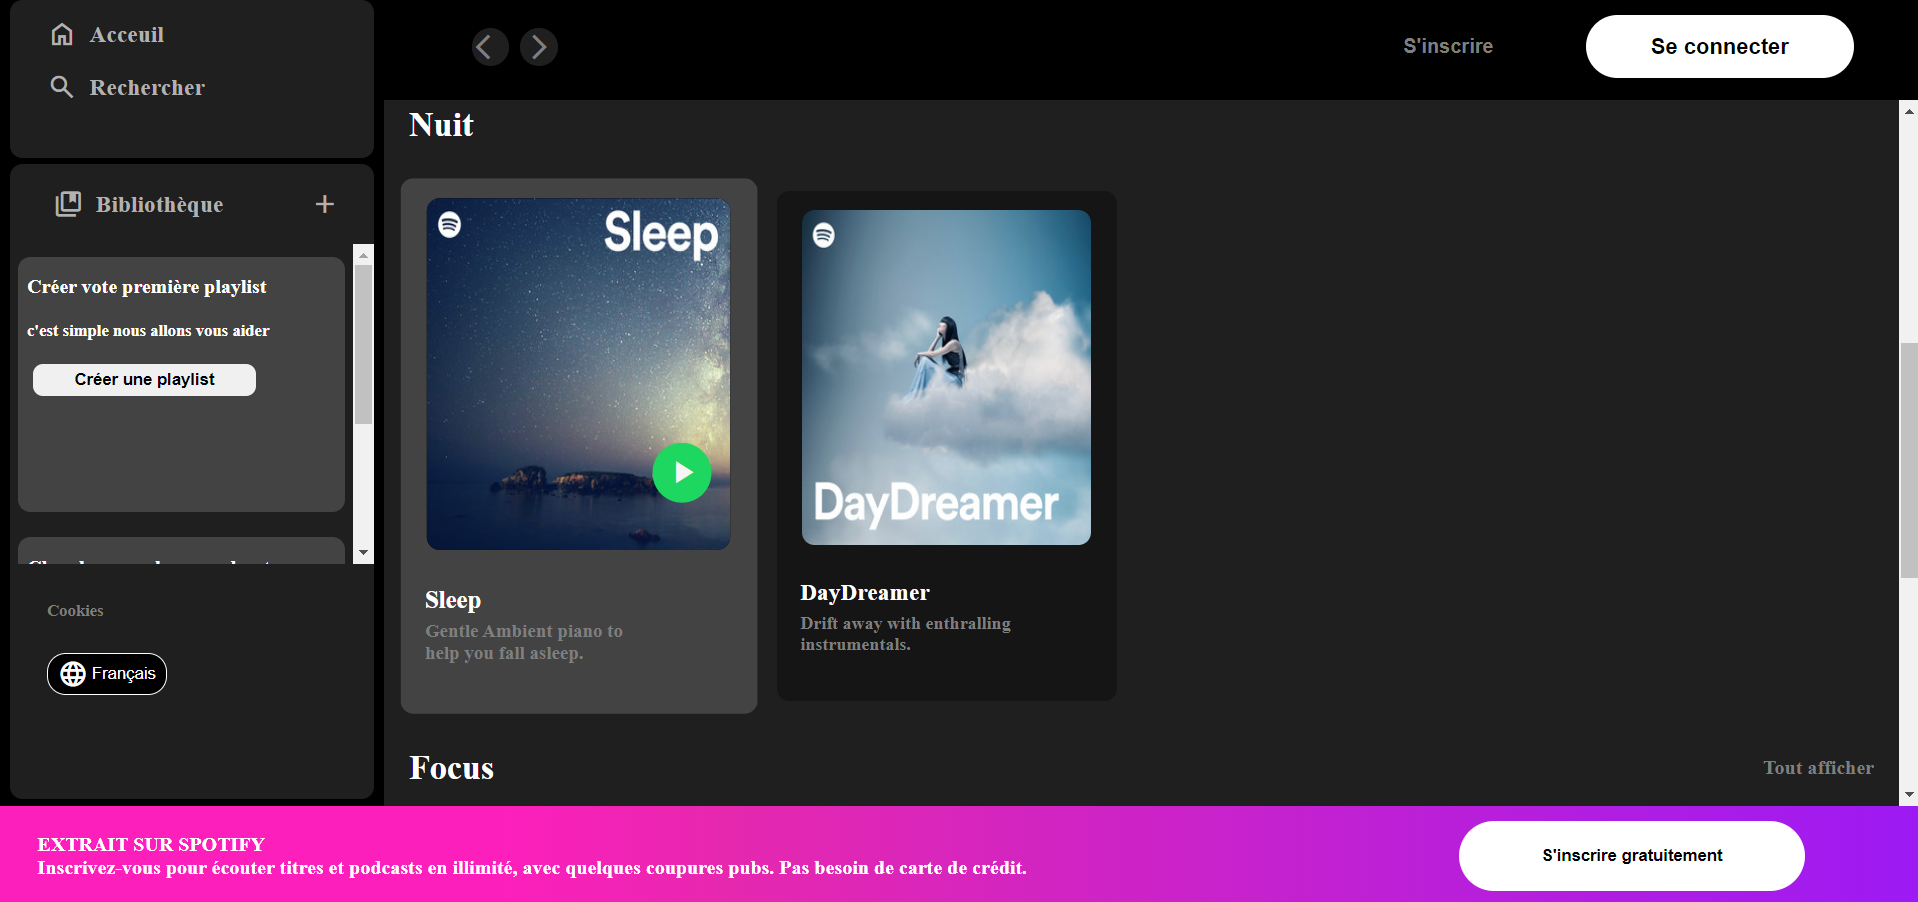 Acceuil
Rechercher
Bibliothèque
Créer vote première playlist
c'est simple nous allons vous aider
Créer une playlist
Cookies
Français
S'inscrire
Se connecter
Nuit
Sleep
Sleep
Gentle Ambient piano to
help you fall asleep.
DayDreamer
DayDreamer
Drift away with enthralling
instrumentals.
Focus
Tout afficher
EXTRAIT SUR SPOTIFY
Inscrivez-vous pour écouter titres et podcasts en illimité, avec quelques coupures pubs. Pas besoin de carte de crédit.
S'inscrire gratuitement